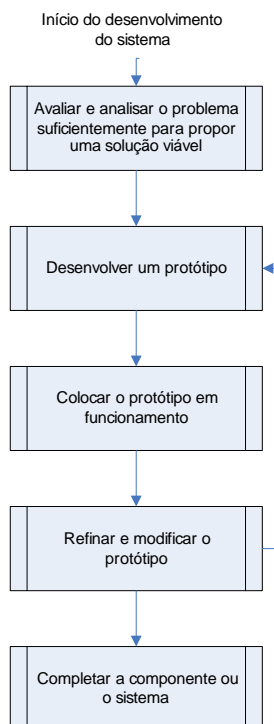 Início do desenvolvimento
do sistema
Avaliar e analisar o problema
suficientemente para propor
uma solução viável
Desenvolver um protótipo
Colocar o protótipo em
funcionamento
Refinar e modificar o
protótipo
Completar a componente ou
o sistema